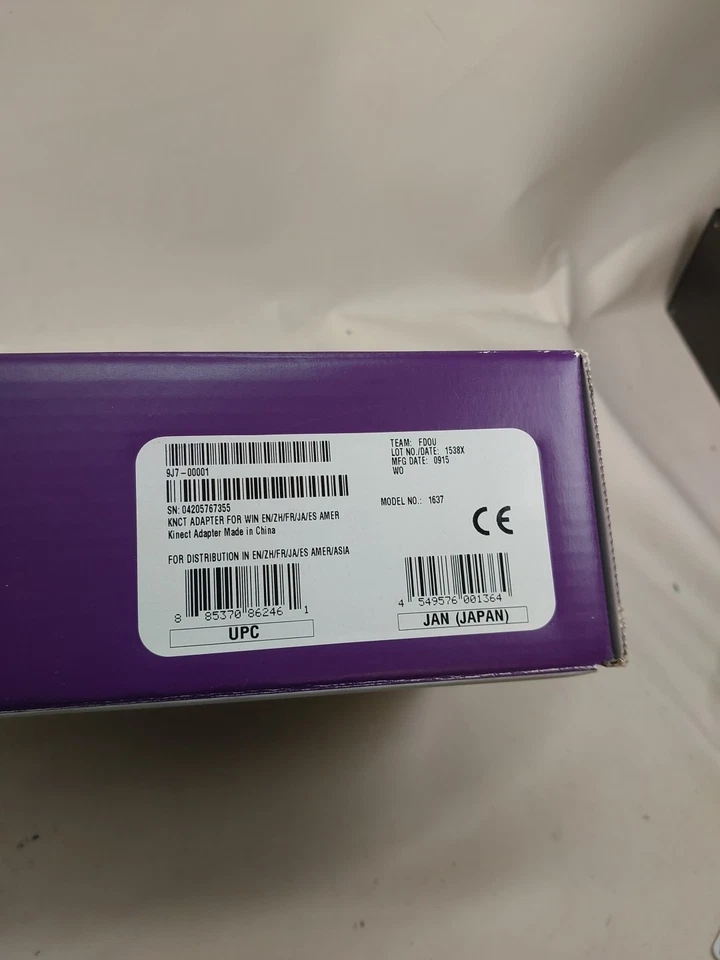 9J7-00001
SN: 04205767355
KNCT ADAPTER FOR WIN EN/ZH/FR/JA/ES AMER
Kinect Adapter Made in China
FOR DISTRIBUTION IN EN/ZH/FR/JA/ES AMER/ASIA
8 85370 86246 1
UPC
TEAM: FDOU
LOT NO./DATE: 1538X
MFG DATE: 0915
WO
MODEL NO.: 1637
CE
4 549576 001364
JAN (JAPAN)